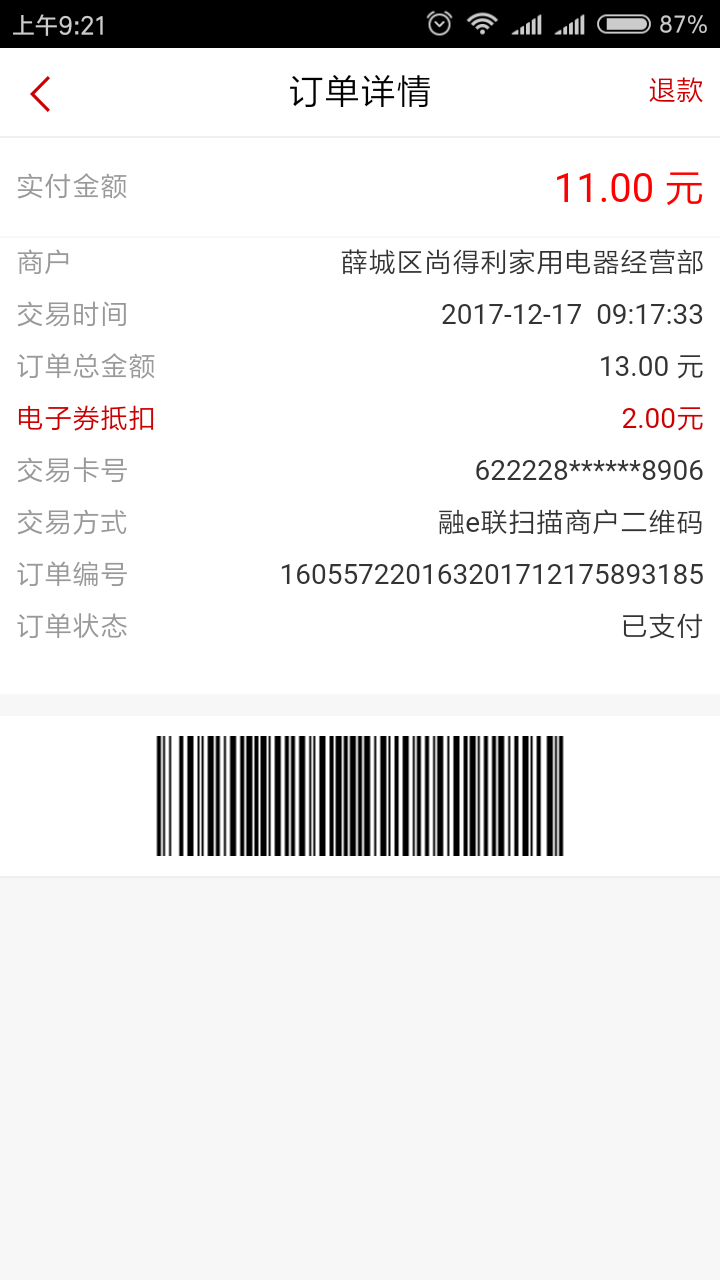 上午9:21 87%
订单详情 退款
实付金额 11.00 元
商户 薛城区尚得利家用电器经营部
交易时间 2017-12-17 09:17:33
订单总金额 13.00 元
电子券抵扣 2.00元
交易卡号 622228******8906
交易方式 融e联扫描商户二维码
订单编号 160557220163201712175893185
订单状态 已支付